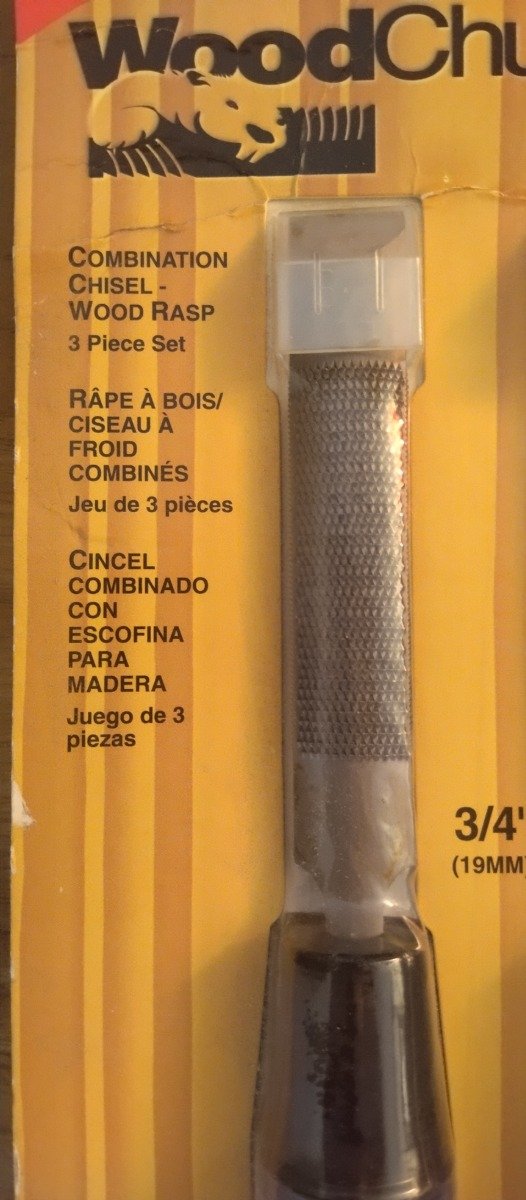 WoodChu
COMBINATION
CHISEL -
WOOD RASP
3 Piece Set
RÂPE À BOIS/
CISEAU À
FROID
COMBINÉS
Jeu de 3 pièces
CINCEL
COMBINADO
CON
ESCOFINA
PARA
MADERA
Juego de 3
piezas
3/4"
(19MM)